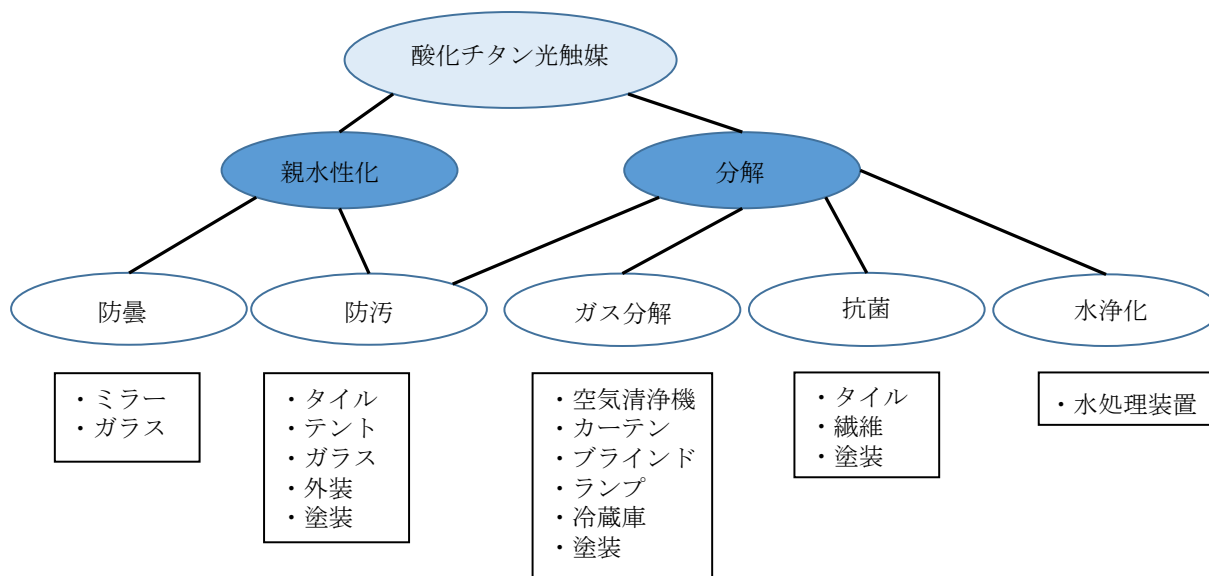 酸化チタン光触媒
親水性化
分解
防曇
防汚
ガス分解
抗菌
水浄化
・ミラー
・ガラス
・タイル
・テント
・ガラス
・外装
・塗装
・空気清浄機
・カーテン
・ブラインド
・ランプ
・冷蔵庫
・塗装
・タイル
・繊維
・塗装
・水処理装置